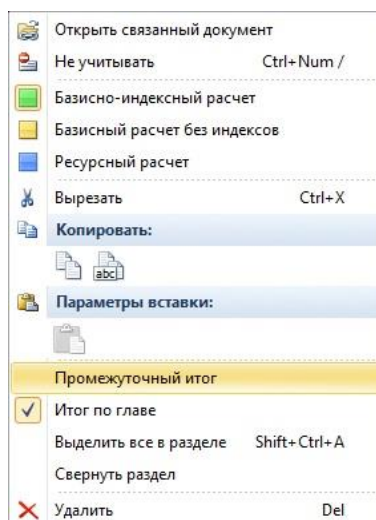 Открыть связанный документ
Не учитывать Ctrl+Num /
Базисно-индексный расчет
Базисный расчет без индексов
Ресурсный расчет
Вырезать Ctrl+X
Копировать:
abc
Параметры вставки:
Промежуточный итог
Итог по главе
Выделить все в разделе Shift+Ctrl+A
Свернуть раздел
Удалить Del